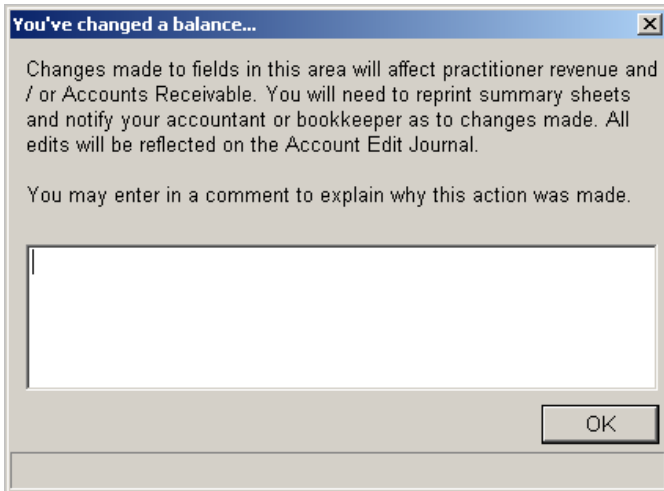 You've changed a balance...
Changes made to fields in this area will affect practitioner revenue and
/ or Accounts Receivable. You will need to reprint summary sheets
and notify your accountant or bookkeeper as to changes made. All
edits will be reflected on the Account Edit Journal.
You may enter in a comment to explain why this action was made.
OK